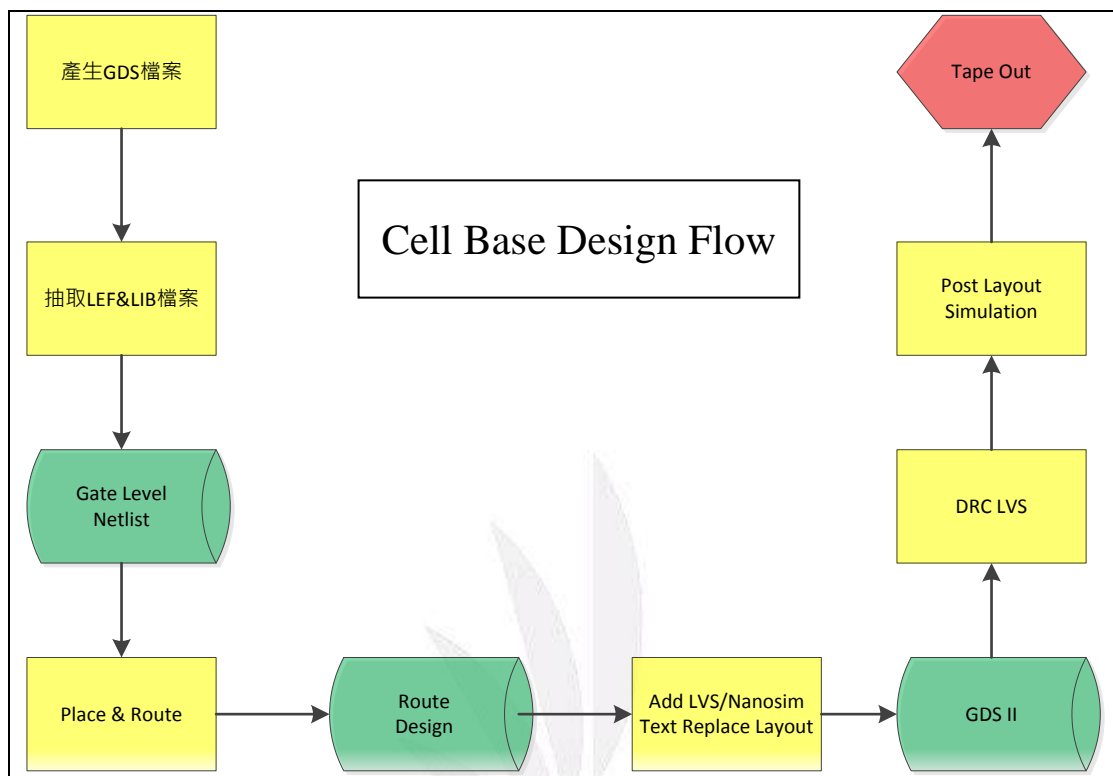 產生GDS檔案
Tape Out
Cell Base Design Flow
抽取LEF&LIB檔案
Post Layout
Simulation
Gate Level
Netlist
DRC LVS
Place & Route
Route
Design
Add LVS/Nanosim
Text Replace Layout
GDS II